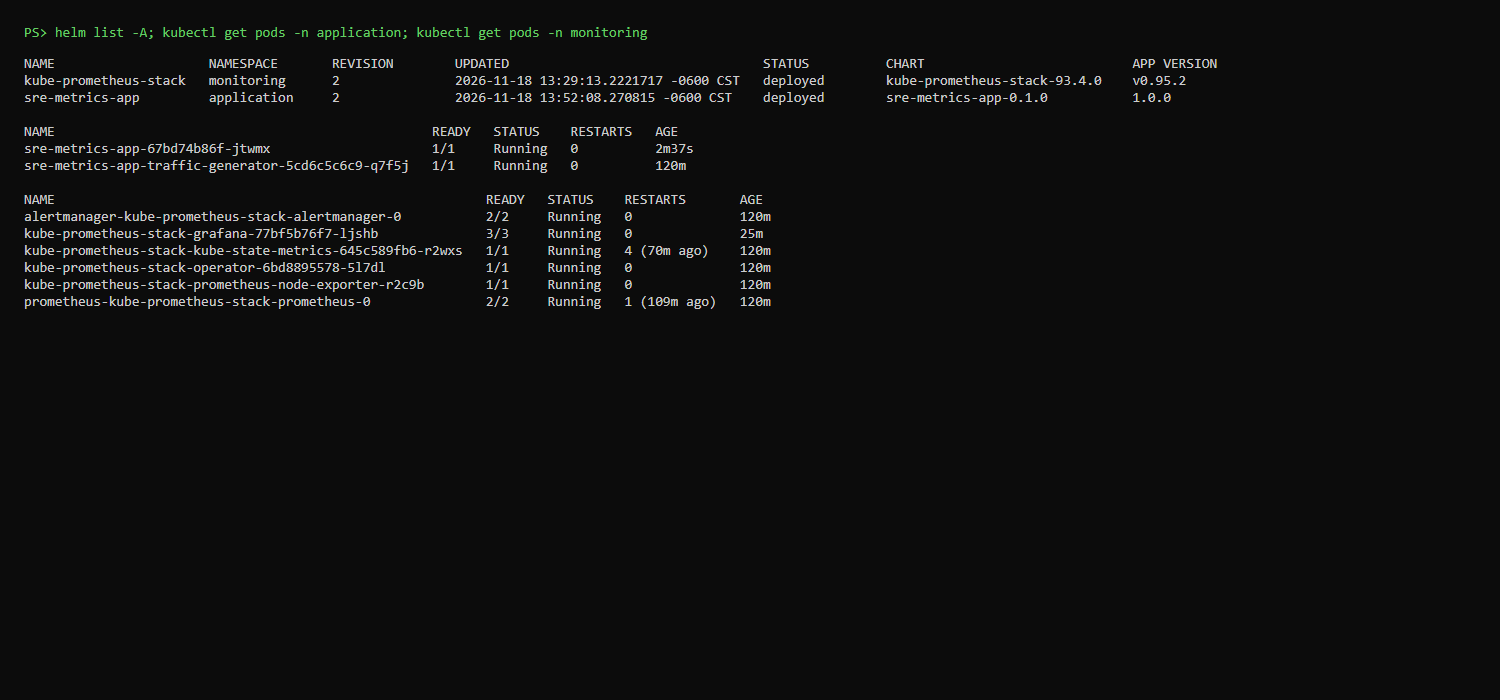 PS> helm list -A; kubectl get pods -n application; kubectl get pods -n monitoring
NAME NAMESPACE REVISION UPDATED STATUS CHART APP VERSION
kube-prometheus-stack monitoring 2 2026-11-18 13:29:13.2221717 -0600 CST deployed kube-prometheus-stack-93.4.0 v0.95.2
sre-metrics-app application 2 2026-11-18 13:52:08.270815 -0600 CST deployed sre-metrics-app-0.1.0 1.0.0
NAME READY STATUS RESTARTS AGE
sre-metrics-app-67bd74b86f-jtwmx 1/1 Running 0 2m37s
sre-metrics-app-traffic-generator-5cd6c5c6c9-q7f5j 1/1 Running 0 120m
NAME READY STATUS RESTARTS AGE
alertmanager-kube-prometheus-stack-alertmanager-0 2/2 Running 0 120m
kube-prometheus-stack-grafana-77bf5b76f7-ljshb 3/3 Running 0 25m
kube-prometheus-stack-kube-state-metrics-645c589fb6-r2wxs 1/1 Running 4 (70m ago) 120m
kube-prometheus-stack-operator-6bd8895578-5l7dl 1/1 Running 0 120m
kube-prometheus-stack-prometheus-node-exporter-r2c9b 1/1 Running 0 120m
prometheus-kube-prometheus-stack-prometheus-0 2/2 Running 1 (109m ago) 120m